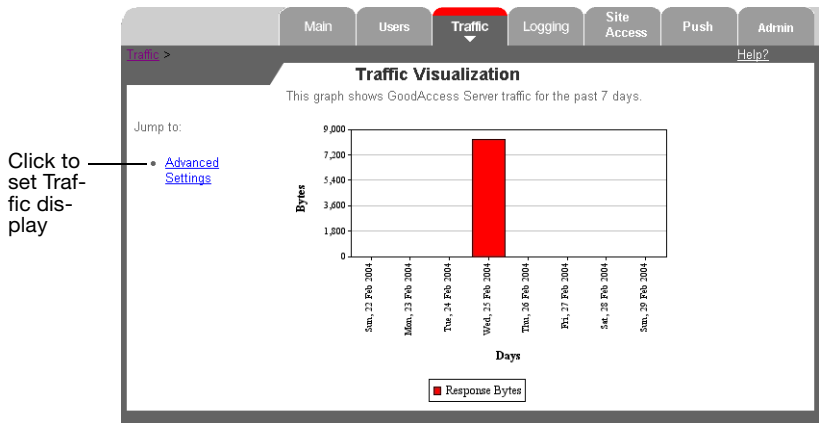 Main
Users
Traffic
Logging
Site
Access
Push
Admin
Traffic >
Help?
Traffic Visualization
This graph shows GoodAccess Server traffic for the past 7 days.
Jump to:
Click to
set Traf-
fic dis-
play
• Advanced
Settings
9,000
7,200
5,400
3,600
1,800
0
Bytes
Sun, 22 Feb 2004
Mon, 23 Feb 2004
Tue, 24 Feb 2004
Wed, 25 Feb 2004
Thu, 26 Feb 2004
Fri, 27 Feb 2004
Sat, 28 Feb 2004
Sun, 29 Feb 2004
Days
Response Bytes